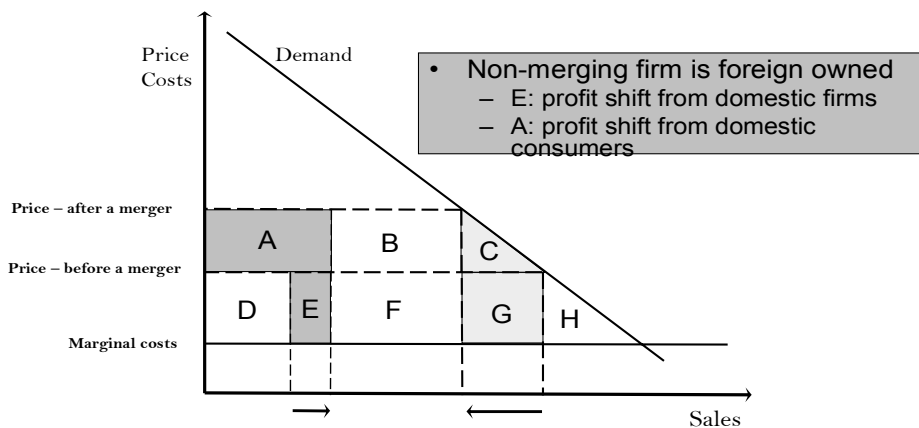 Price
Costs
Demand
• Non-merging firm is foreign owned
– E: profit shift from domestic firms
– A: profit shift from domestic
consumers
Price – after a merger
A
B
C
Price – before a merger
D
E
F
G
H
Marginal costs
Sales